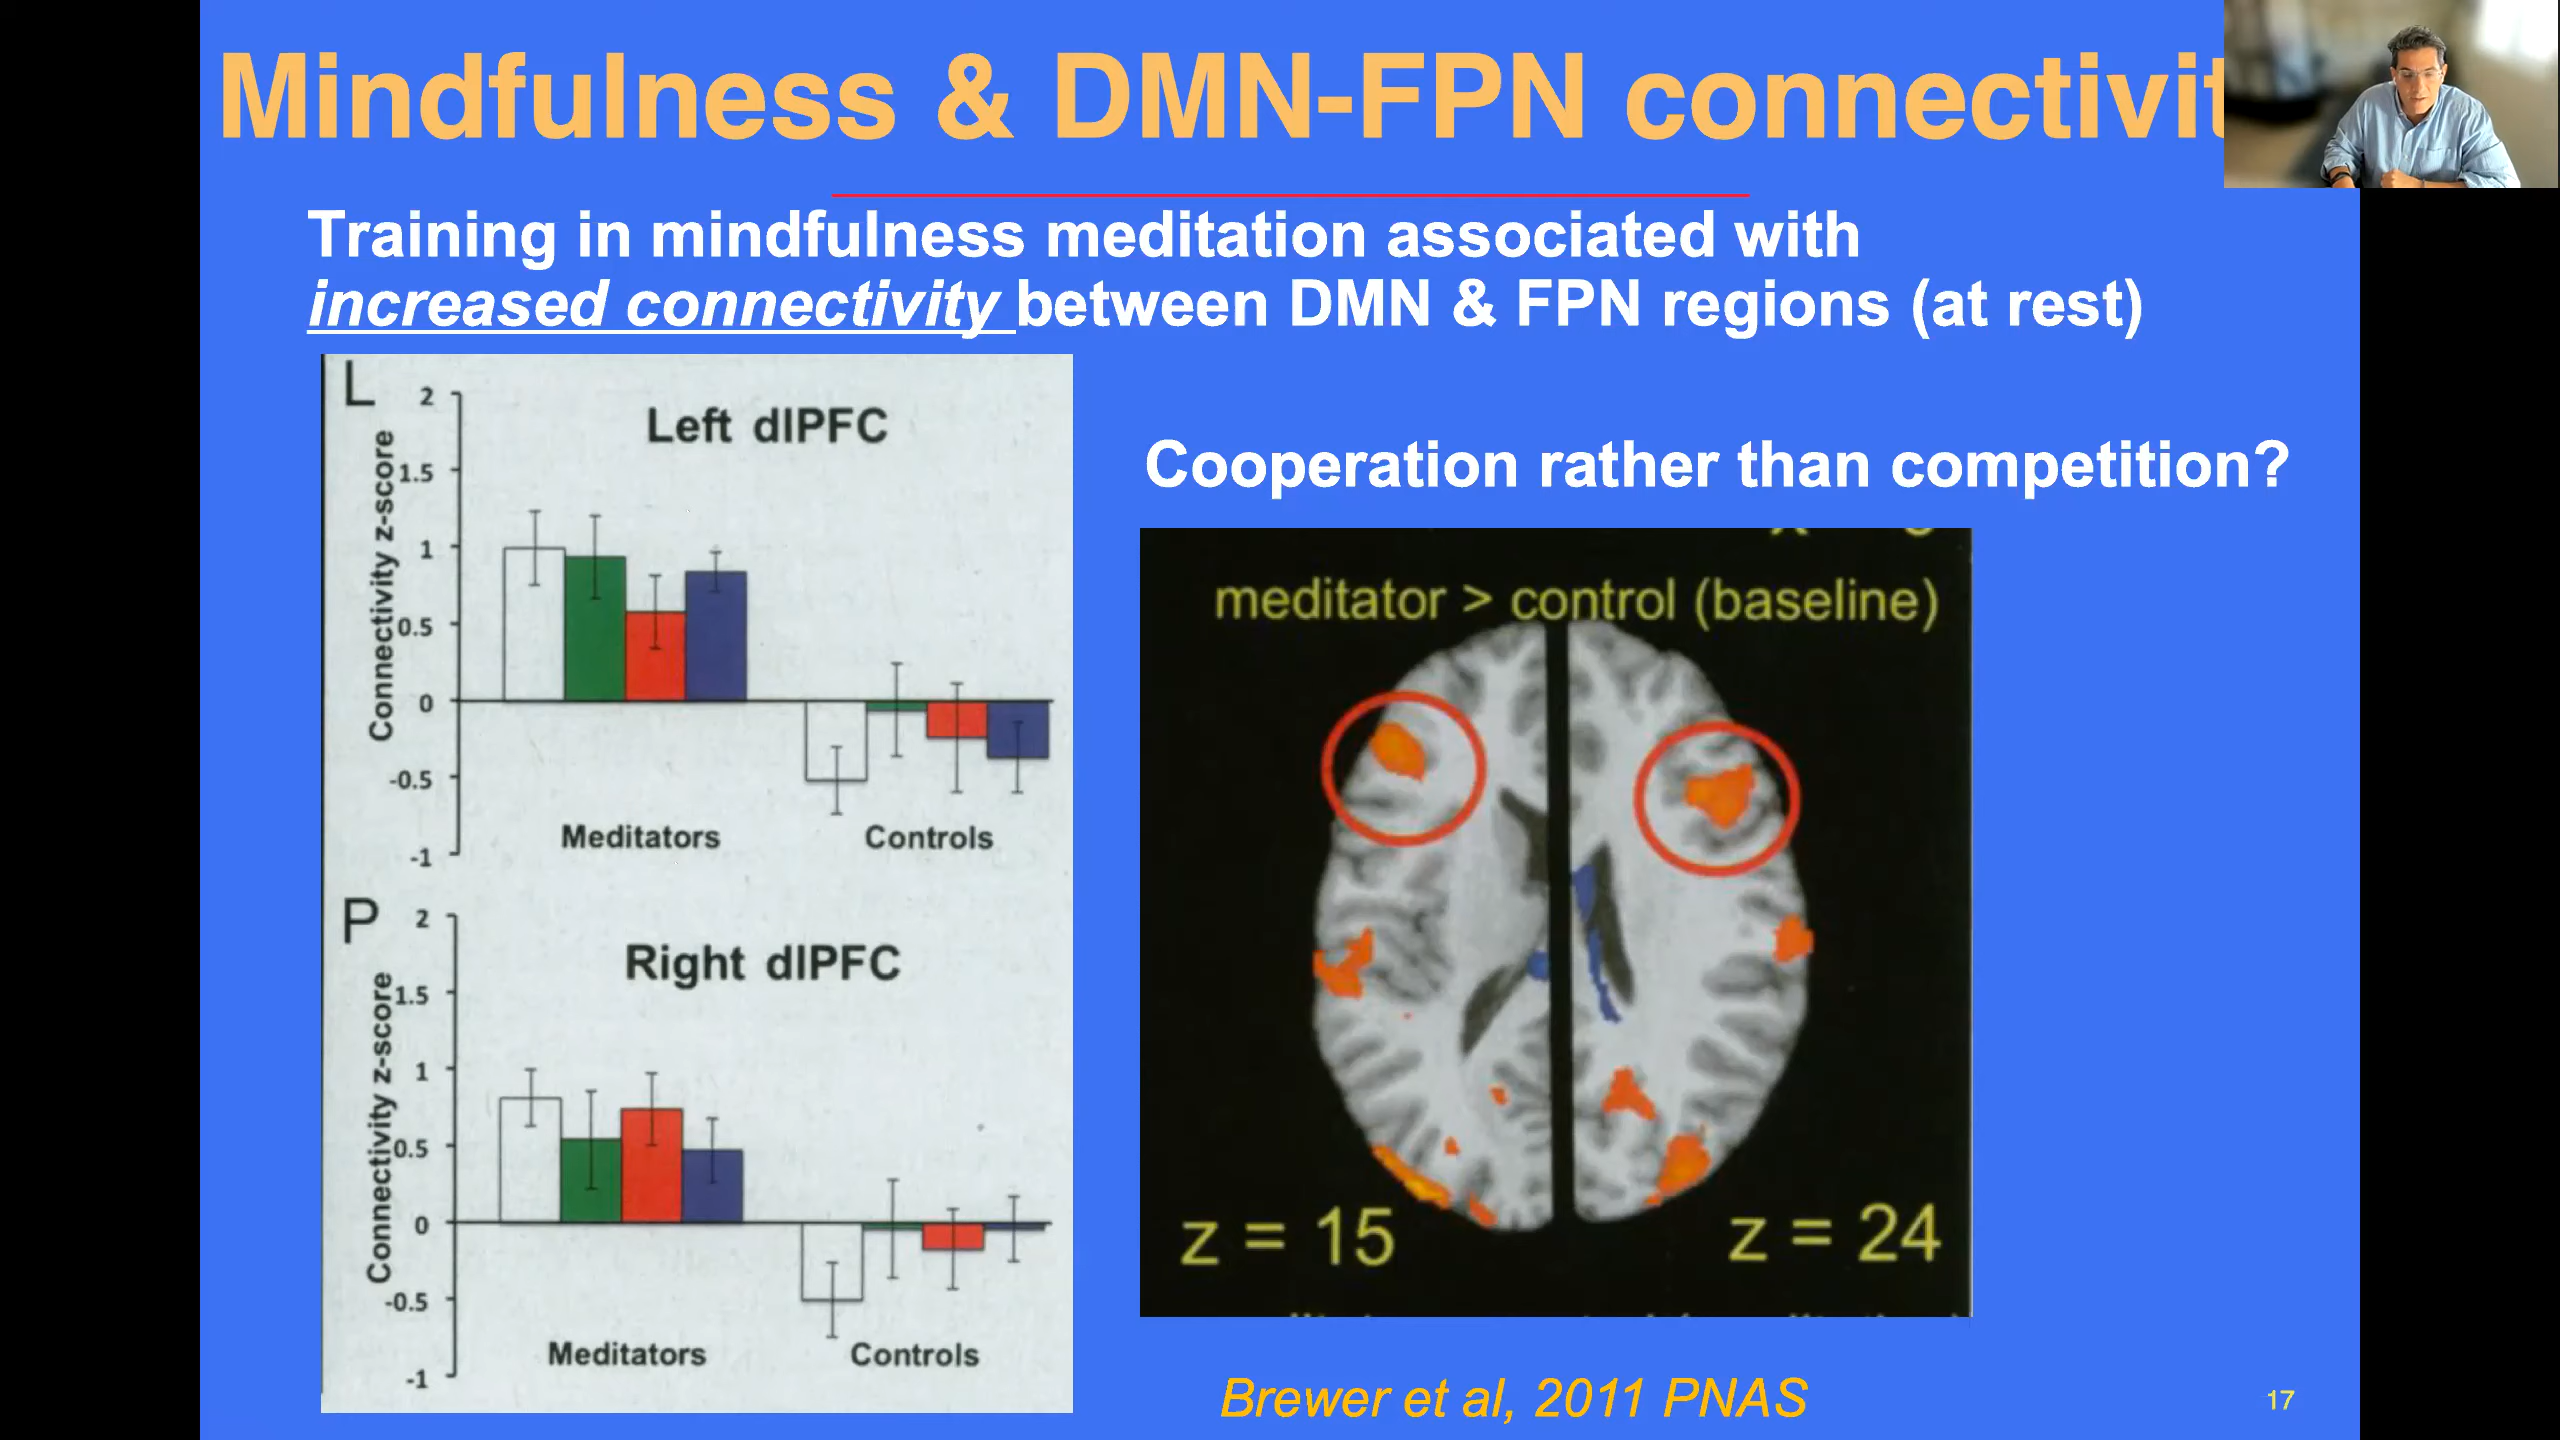 Mindfulness & DMN-FPN connectivit
Training in mindfulness meditation associated with
increased connectivity between DMN & FPN regions (at rest)
L
Left dlPFC
Connectivity z-score
2
1.5
1
0.5
0
-0.5
-1
Meditators
Controls
P
Right dlPFC
Connectivity z-score
2
1.5
1
0.5
0
-0.5
-1
Meditators
Controls
Cooperation rather than competition?
meditator > control (baseline)
z = 15
z = 24
Brewer et al, 2011 PNAS
17